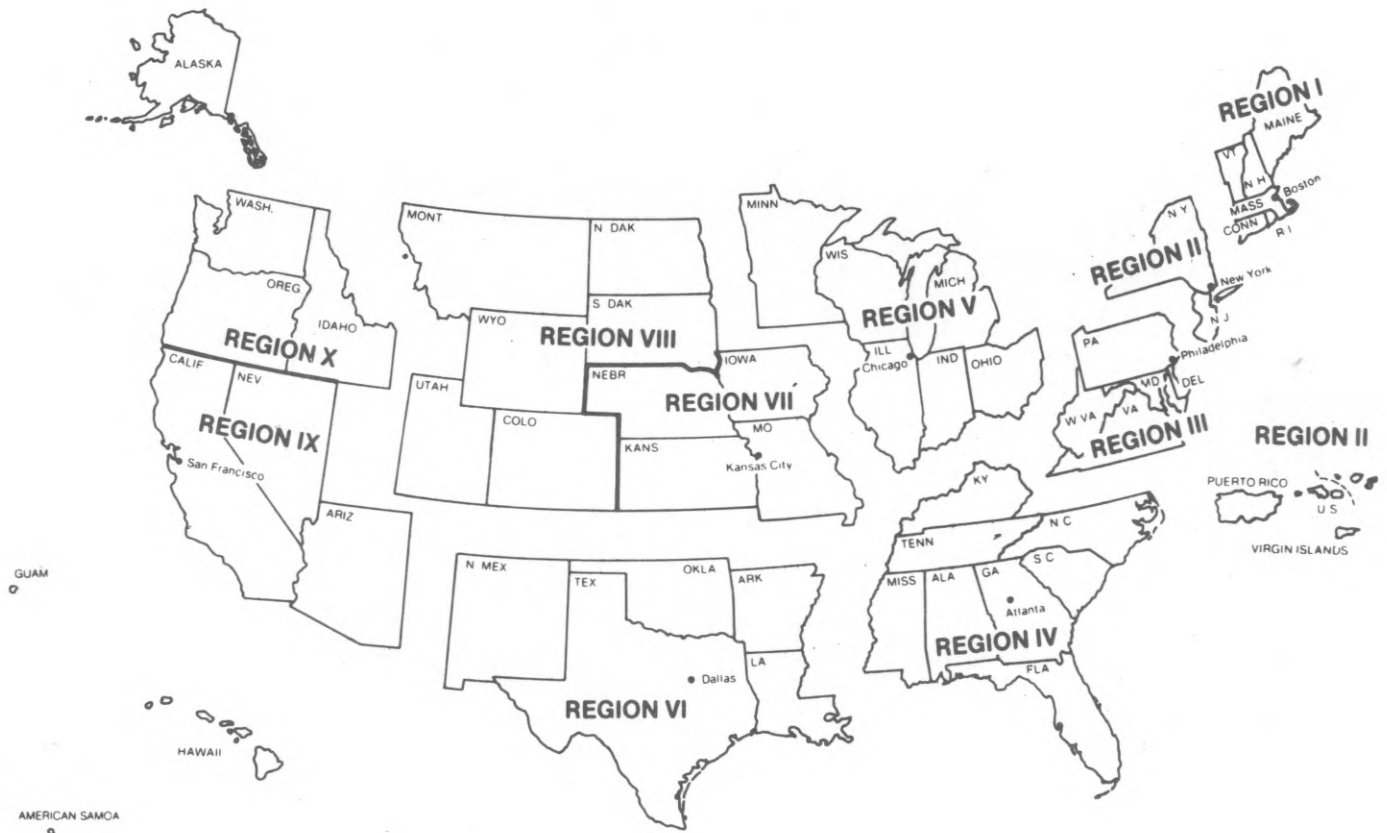 ALASKA
REGION I
MAINE
VT
N H
Boston
MASS
CONN
R I
WASH.
MONT
N DAK
MINN
N Y
WIS
REGION II
MICH
New York
OREG
S DAK
REGION V
IDAHO
WYO
REGION VIII
N J
REGION X
PA
CALIF
NEV
UTAH
NEBR
IOWA
ILL
Chicago
IND
OHIO
Philadelphia
MD
DEL
REGION IX
COLO
REGION VII
W VA
VA
REGION III
REGION II
San Francisco
KANS
MO
Kansas City
KY
PUERTO RICO
U S
ARIZ
N C
TENN
VIRGIN ISLANDS
GUAM
N MEX
TEX
OKLA
ARK
MISS
ALA
GA
S C
Atlanta
LA
REGION IV
FLA
Dallas
REGION VI
HAWAII
AMERICAN SAMOA